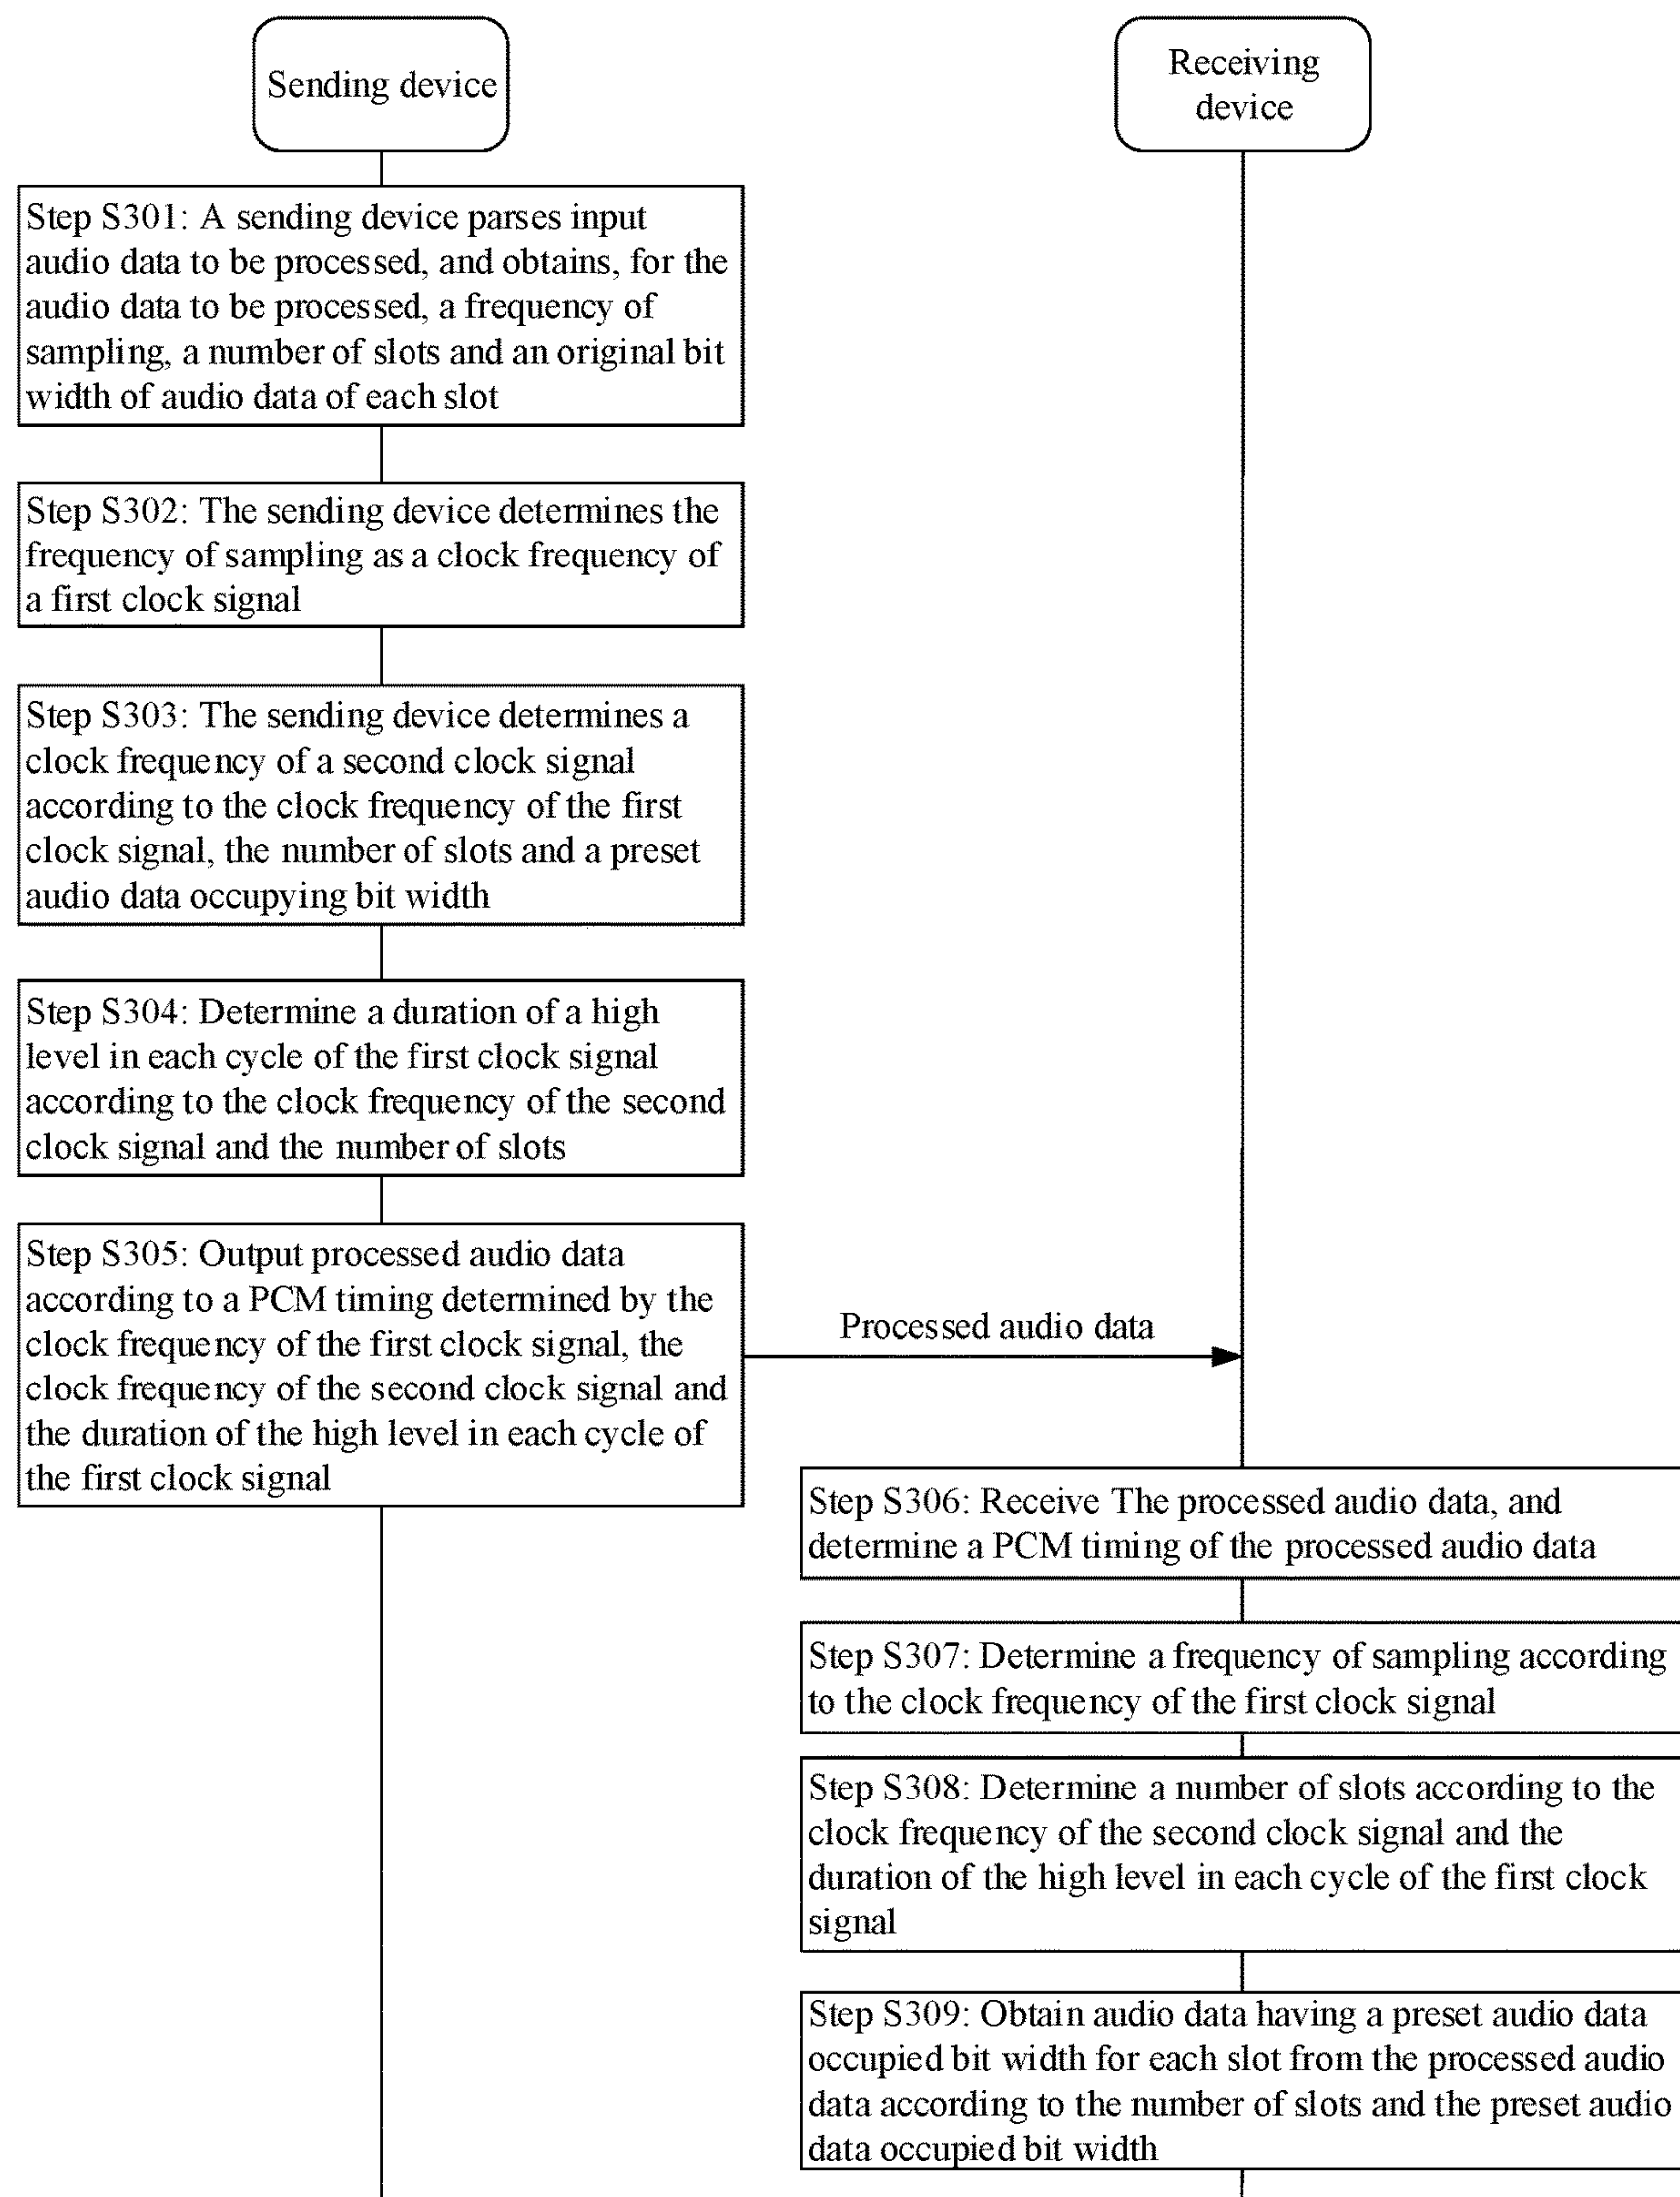 Sending device
Receiving
device
Step S301: A sending device parses input
audio data to be processed, and obtains, for the
audio data to be processed, a frequency of
sampling, a number of slots and an original bit
width of audio data of each slot
Step S302: The sending device determines the
frequency of sampling as a clock frequency of
a first clock signal
Step S303: The sending device determines a
clock frequency of a second clock signal
according to the clock frequency of the first
clock signal, the number of slots and a preset
audio data occupying bit width
Step S304: Determine a duration of a high
level in each cycle of the first clock signal
according to the clock frequency of the second
clock signal and the number of slots
Step S305: Output processed audio data
according to a PCM timing determined by the
clock frequency of the first clock signal, the
clock frequency of the second clock signal and
the duration of the high level in each cycle of
the first clock signal
Processed audio data
Step S306: Receive The processed audio data, and
determine a PCM timing of the processed audio data
Step S307: Determine a frequency of sampling according
to the clock frequency of the first clock signal
Step S308: Determine a number of slots according to the
clock frequency of the second clock signal and the
duration of the high level in each cycle of the first clock
signal
Step S309: Obtain audio data having a preset audio data
occupied bit width for each slot from the processed audio
data according to the number of slots and the preset audio
data occupied bit width